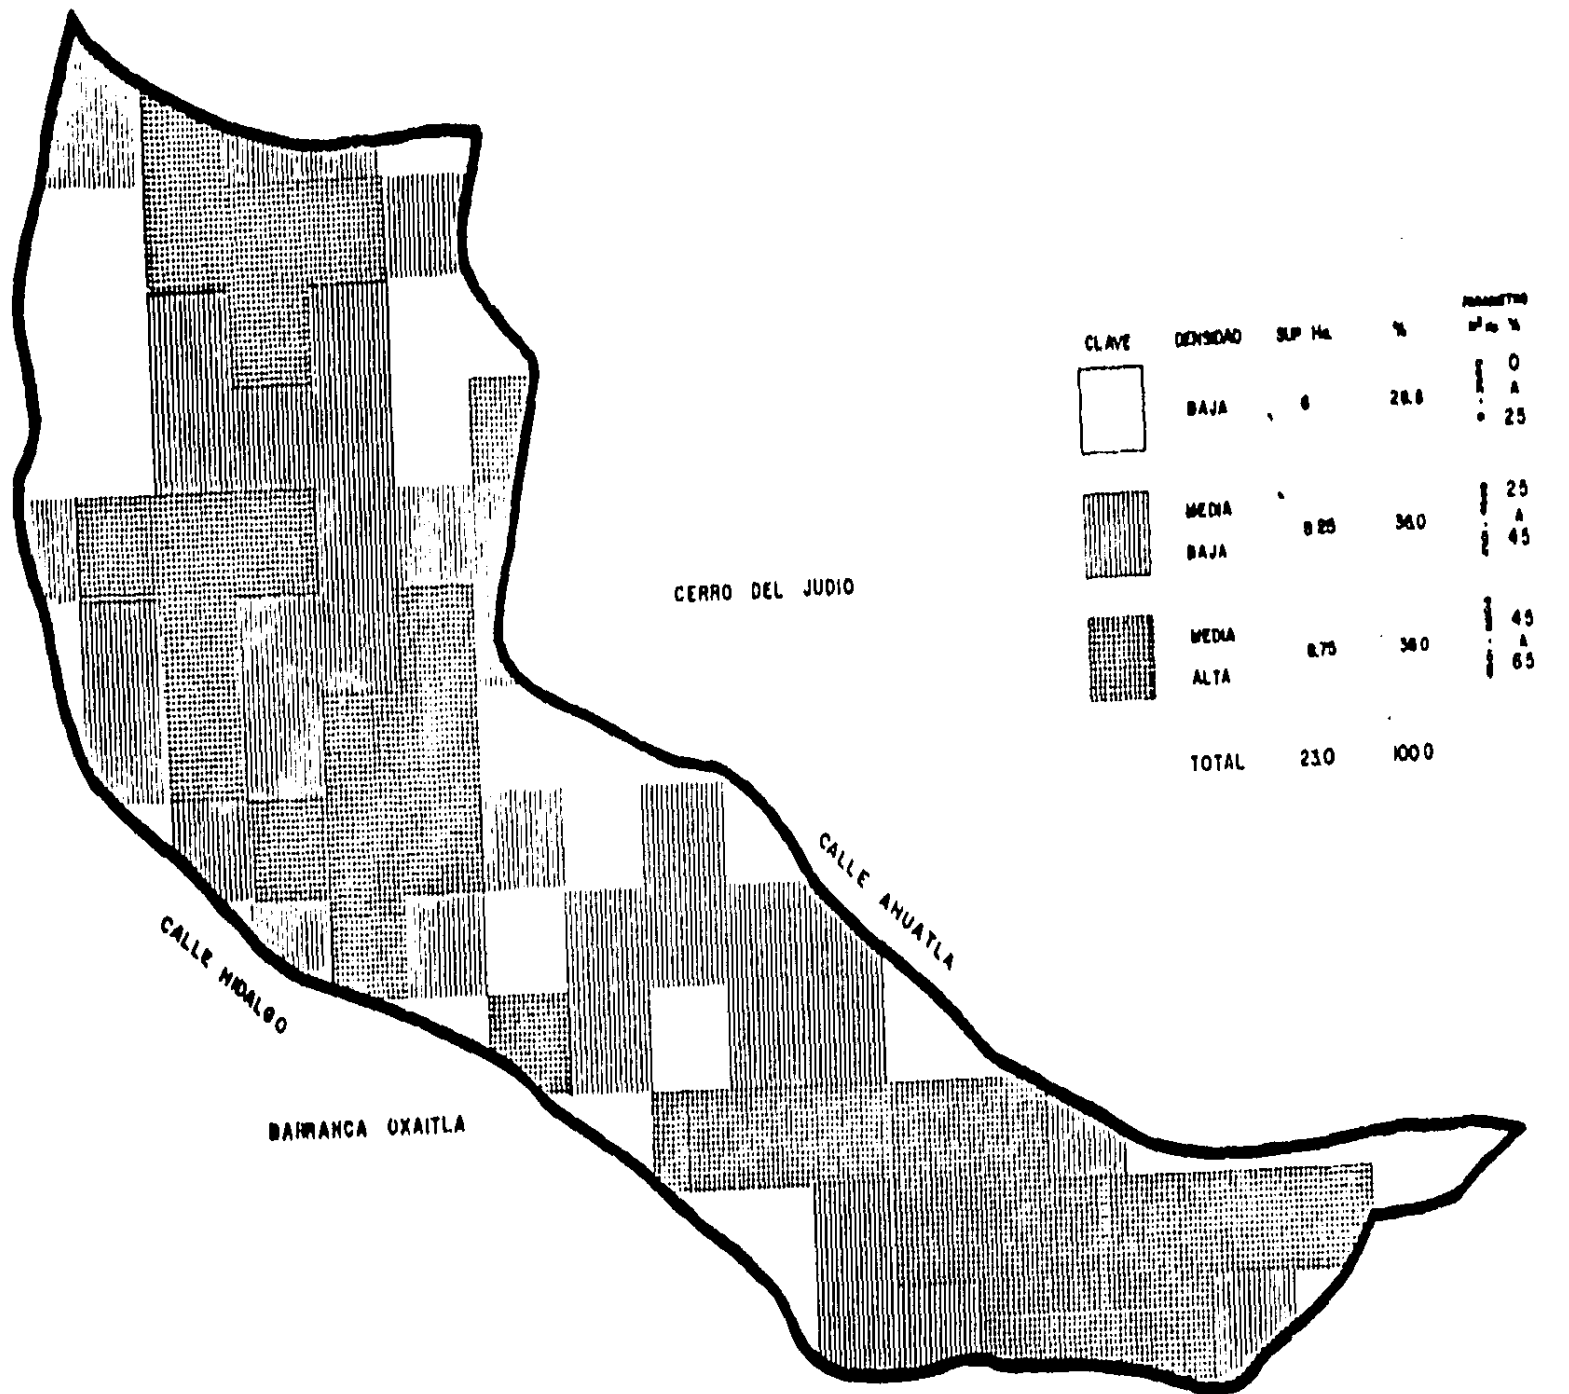 PARAMETRO
CLAVE DENSIDAD SUP Ha. % %
BAJA 6 0 A 25
MEDIA BAJA 8.25 36.0 25 A 45
MEDIA ALTA 8.75 45 A 65
TOTAL 23.0 100.0
CERRO DEL JUDIO
CALLE AHUATLA
CALLE HIDALGO
BARRANCA OXAITLA